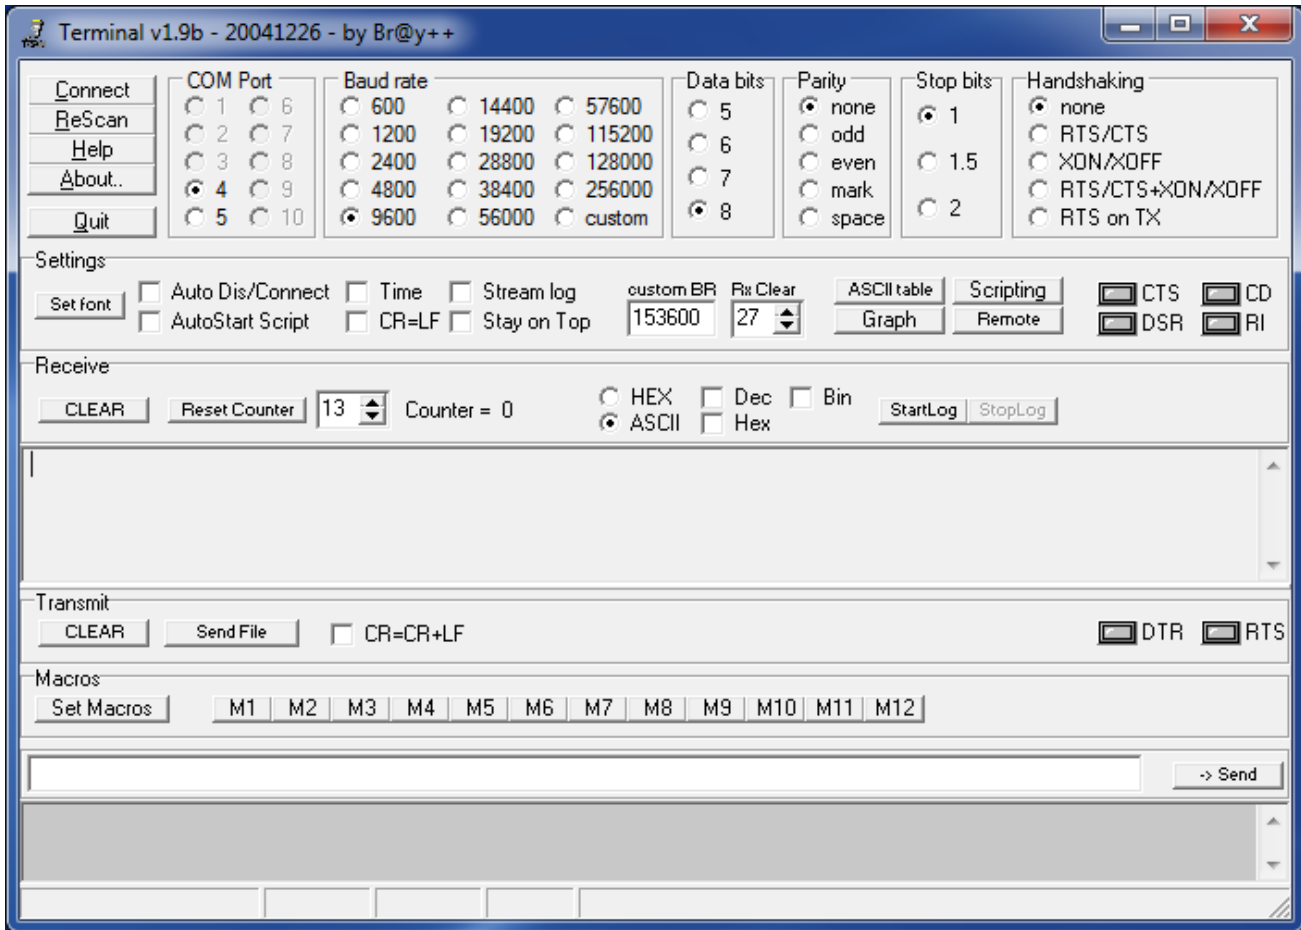 Terminal v1.9b - 20041226 - by Br@y++
Connect
ReScan
Help
About..
Quit
COM Port
1 6
2 7
3 8
4 9
5 10
Baud rate
600 14400 57600
1200 19200 115200
2400 28800 128000
4800 38400 256000
9600 56000 custom
Data bits
5
6
7
8
Parity
none
odd
even
mark
space
Stop bits
1
1.5
2
Handshaking
none
RTS/CTS
XON/XOFF
RTS/CTS+XON/XOFF
RTS on TX
Settings
Set font
Auto Dis/Connect Time Stream log
AutoStart Script CR=LF Stay on Top
custom BR Rx Clear
153600 27
ASCII table Scripting
Graph Remote
CTS CD
DSR RI
Receive
CLEAR Reset Counter 13 Counter = 0
HEX Dec Bin
ASCII Hex
StartLog StopLog
Transmit
CLEAR Send File CR=CR+LF DTR RTS
Macros
Set Macros M1 M2 M3 M4 M5 M6 M7 M8 M9 M10 M11 M12
-> Send